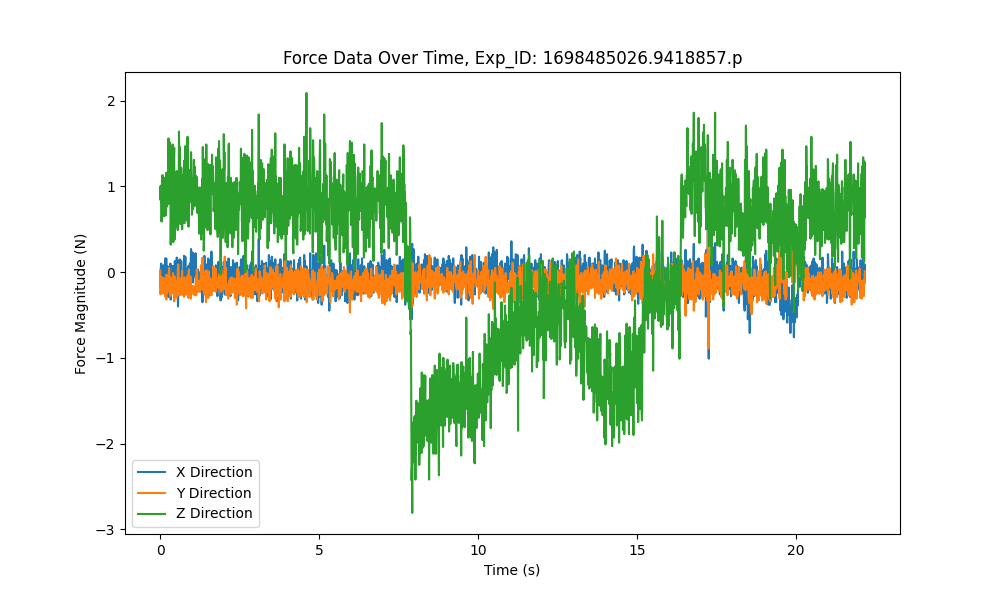 Force Data Over Time, Exp_ID: 1698485026.9418857.p
Force Magnitude (N)
2
1
0
−1
−2
−3
X Direction
Y Direction
Z Direction
0 5 10 15 20
Time (s)